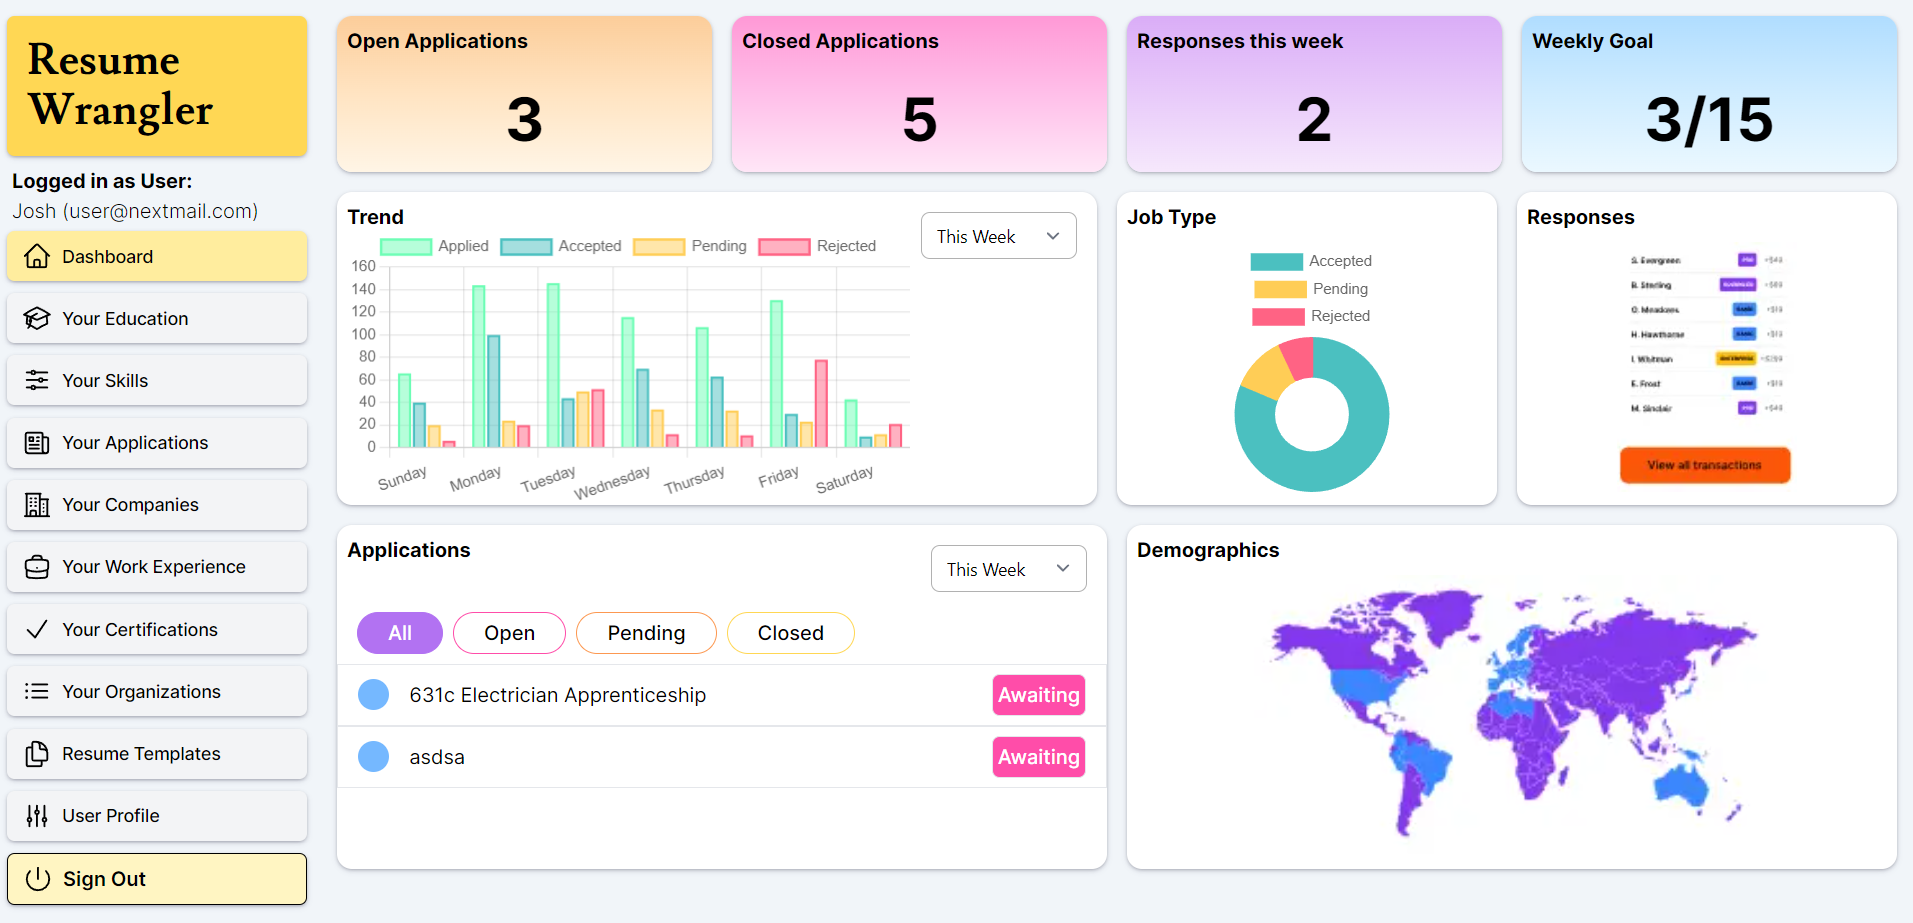 Resume
Wrangler
Logged in as User:
Josh (user@nextmail.com)
Dashboard
Your Education
Your Skills
Your Applications
Your Companies
Your Work Experience
Your Certifications
Your Organizations
Resume Templates
User Profile
Sign Out
Open Applications
3
Closed Applications
5
Responses this week
2
Weekly Goal
3/15
Trend
This Week
Applied Accepted Pending Rejected
160
140
120
100
80
60
40
20
0
Sunday Monday Tuesday Wednesday Thursday Friday Saturday
Job Type
Accepted
Pending
Rejected
Responses
S. Evergreen
B. Sterling
O. Meadows
H. Hawthorne
I. Whitman
E. Frost
M. Sinclair
View all transactions
Applications
This Week
All Open Pending Closed
631c Electrician Apprenticeship Awaiting
asdsa Awaiting
Demographics